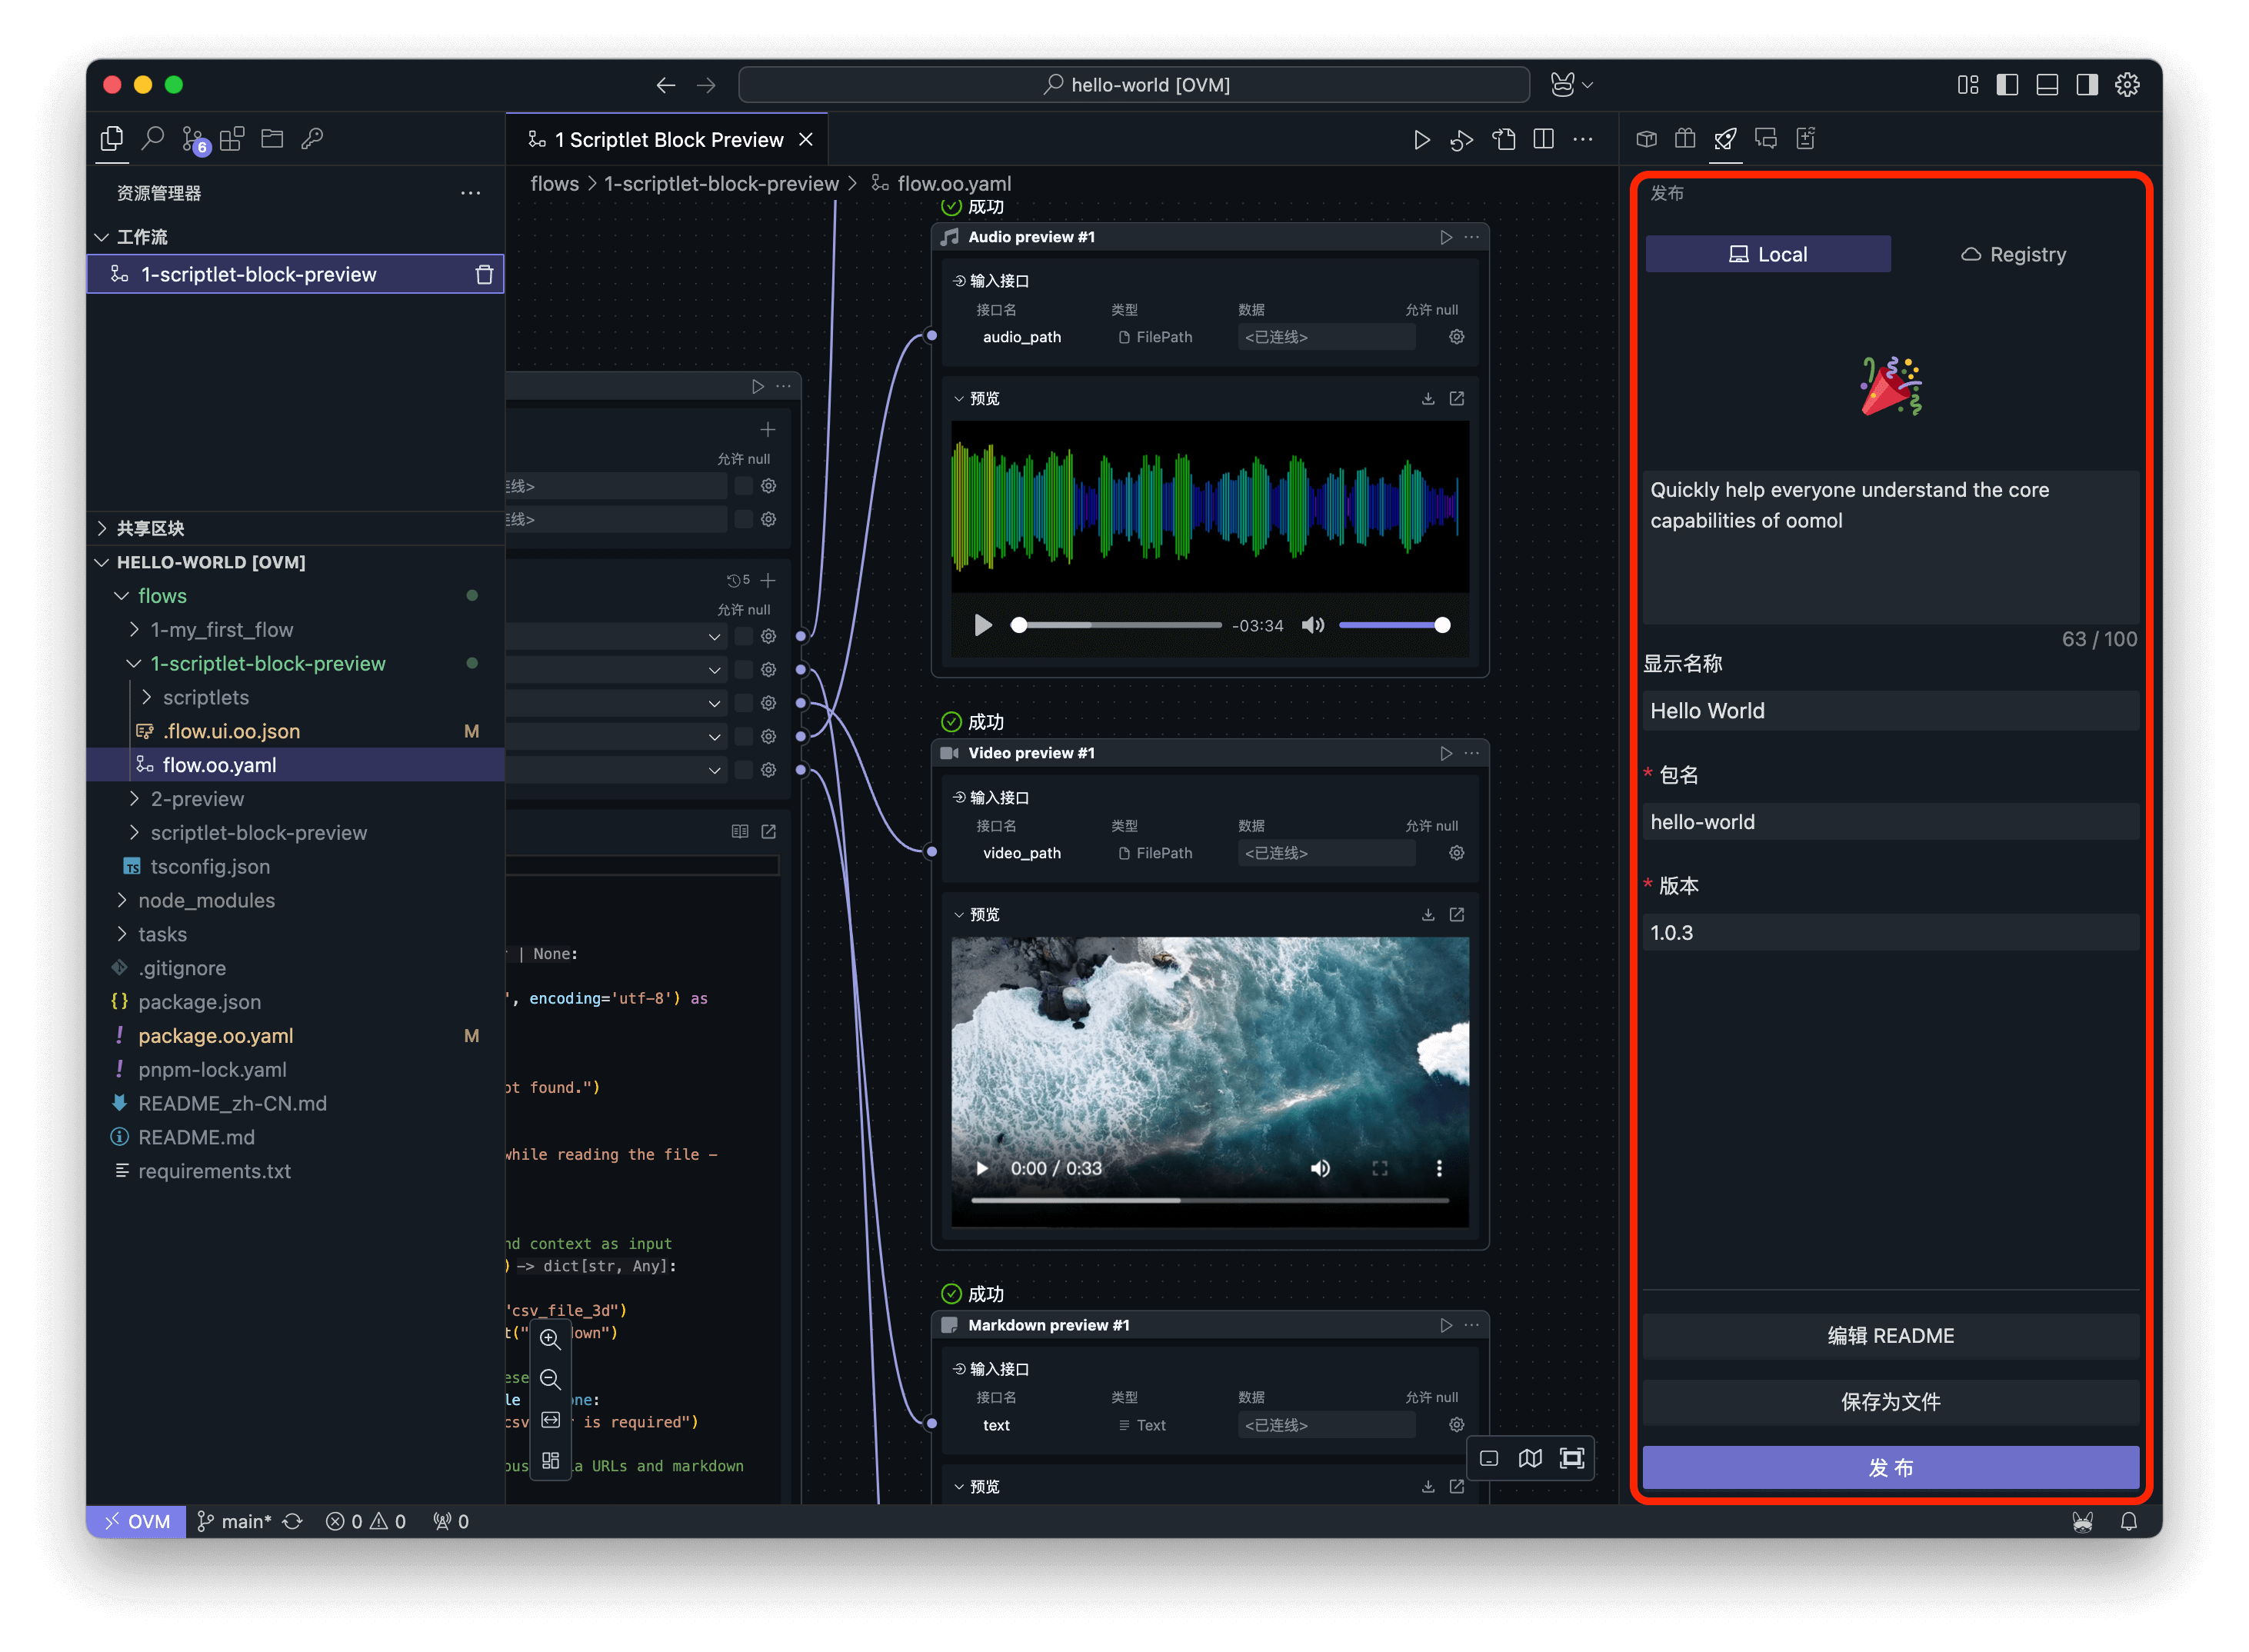 hello-world [OVM]
6
1 Scriptlet Block Preview
资源管理器
工作流
1-scriptlet-block-preview
共享区块
HELLO-WORLD [OVM]
flows
1-my_first_flow
1-scriptlet-block-preview
scriptlets
.flow.ui.oo.json M
flow.oo.yaml
2-preview
scriptlet-block-preview
TS tsconfig.json
node_modules
tasks
.gitignore
{} package.json
! package.oo.yaml M
! pnpm-lock.yaml
README_zh-CN.md
README.md
requirements.txt
flows > 1-scriptlet-block-preview > flow.oo.yaml
允许 null
连线>
连线>
5
允许 null
| None:
', encoding='utf-8') as
ot found.")
while reading the file -
nd context as input
) -> dict[str, Any]:
"csv_file_3d")
t(" down")
ese
le ne:
csv r is required")
ous a URLs and markdown
成功
Audio preview #1
输入接口
接口名 类型 数据 允许 null
audio_path FilePath <已连线>
预览
-03:34
成功
Video preview #1
输入接口
接口名 类型 数据 允许 null
video_path FilePath <已连线>
预览
0:00 / 0:33
成功
Markdown preview #1
输入接口
接口名 类型 数据 允许 null
text Text <已连线>
预览
发布
Local Registry
Quickly help everyone understand the core
capabilities of oomol
63 / 100
显示名称
Hello World
* 包名
hello-world
* 版本
1.0.3
编辑 README
保存为文件
发 布
OVM main* 0 0 0